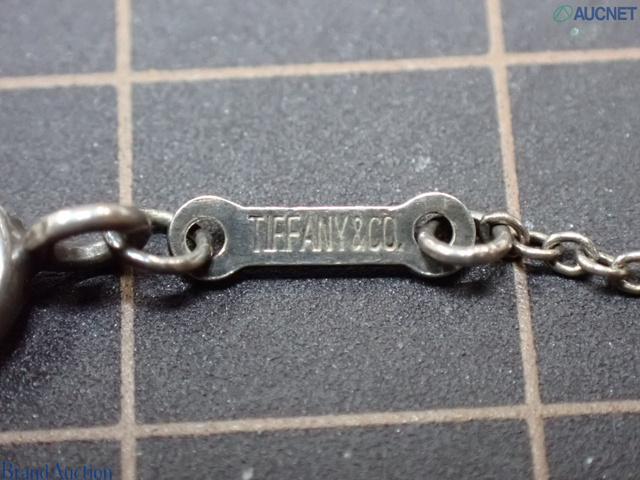 AUCNET
TIFFANY & CO.
Brand Auction